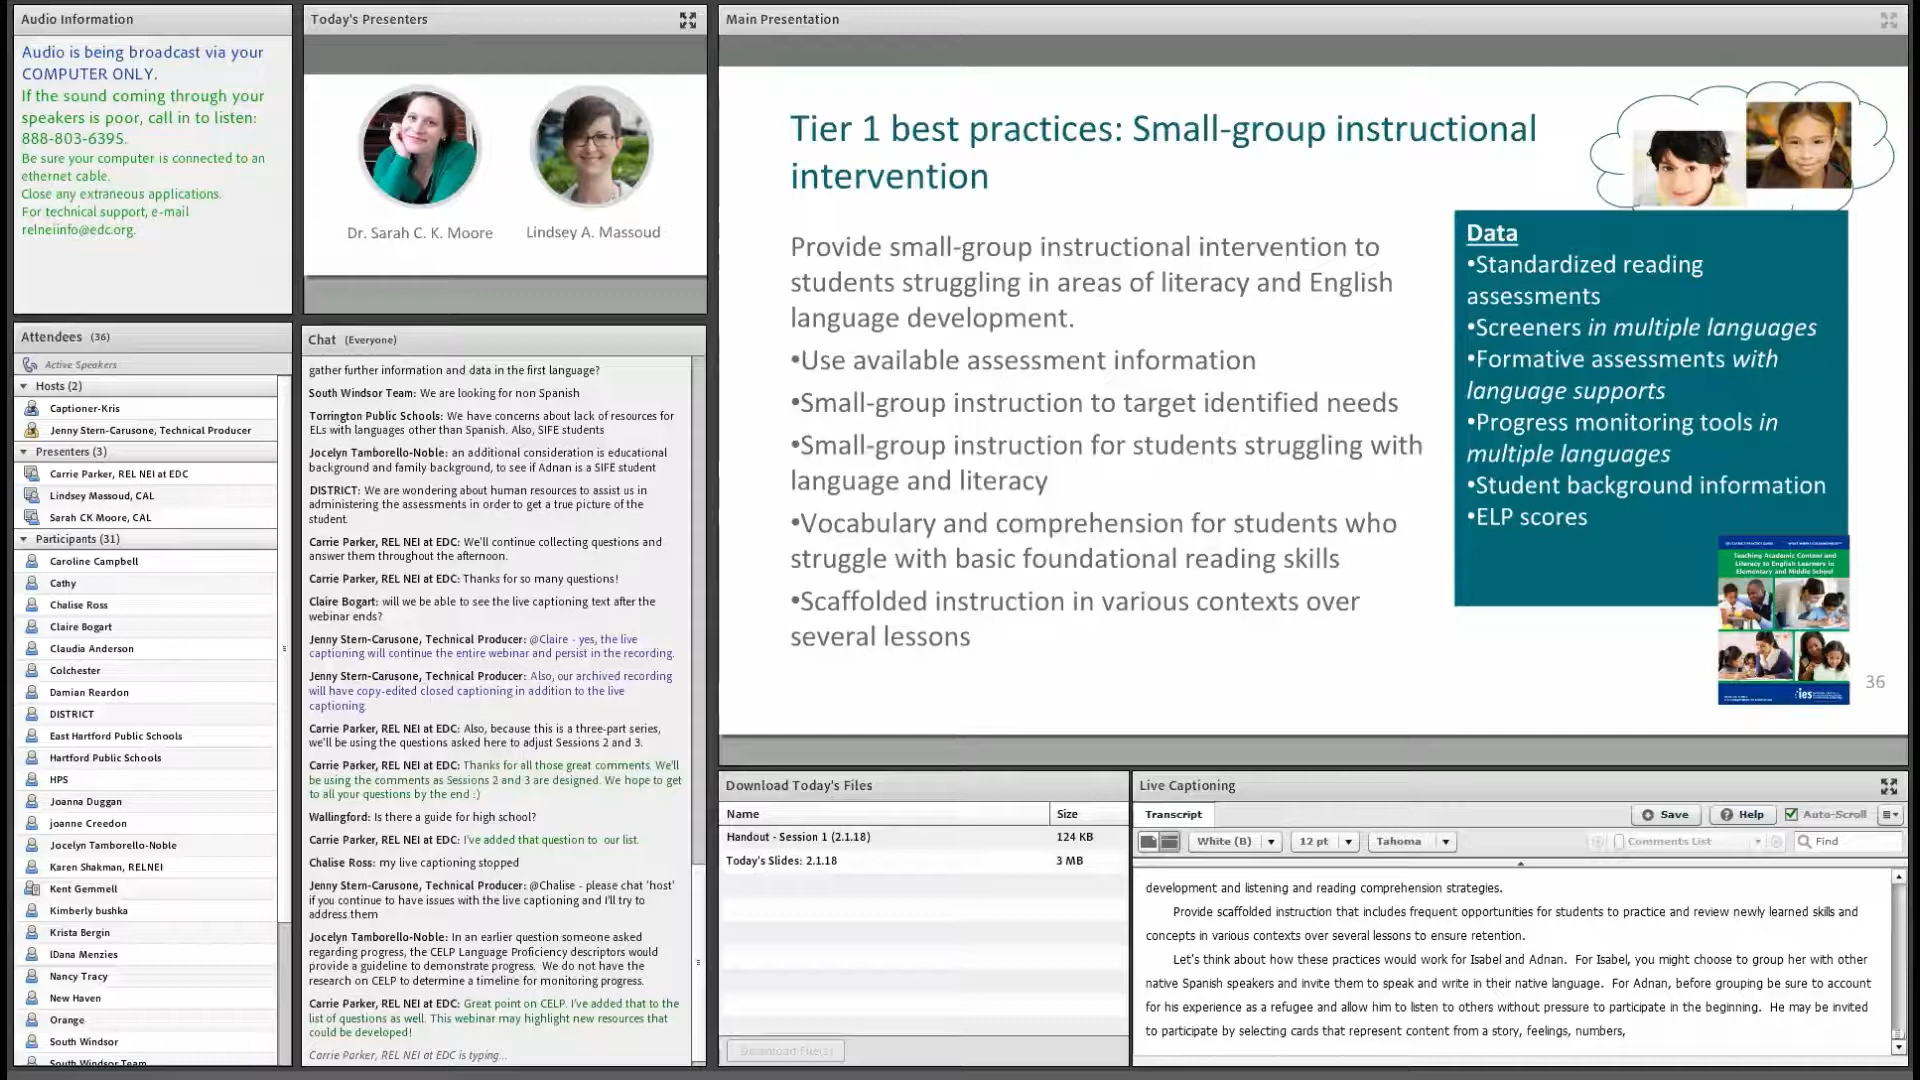 Audio Information
Audio is being broadcast via your
COMPUTER ONLY.
If the sound coming through your
speakers is poor, call in to listen:
888-803-6395.
Be sure your computer is connected to an
ethernet cable.
Close any extraneous applications.
For technical support, e-mail
relneiinfo@edc.org.
Today's Presenters
Dr. Sarah C. K. Moore
Lindsey A. Massoud
Attendees (36)
Active Speakers
Hosts (2)
Captioner-Kris
Jenny Stern-Carusone, Technical Producer
Presenters (3)
Carrie Parker, REL NEI at EDC
Lindsey Massoud, CAL
Sarah CK Moore, CAL
Participants (31)
Caroline Campbell
Cathy
Chalise Ross
Claire Bogart
Claudia Anderson
Colchester
Damian Reardon
DISTRICT
East Hartford Public Schools
Hartford Public Schools
HPS
Joanna Duggan
joanne Creedon
Jocelyn Tamborello-Noble
Karen Shakman, RELNEI
Kent Gemmell
Kimberly bushka
Krista Bergin
lDana Menzies
Nancy Tracy
New Haven
Orange
South Windsor
South Windsor Team
Chat (Everyone)
gather further information and data in the first language?
South Windsor Team: We are looking for non Spanish
Torrington Public Schools: We have concerns about lack of resources for
ELs with languages other than Spanish. Also, SIFE students
Jocelyn Tamborello-Noble: an additional consideration is educational
background and family background, to see if Adnan is a SIFE student
DISTRICT: We are wondering about human resources to assist us in
administering the assessments in order to get a true picture of the
student.
Carrie Parker, REL NEI at EDC: We'll continue collecting questions and
answer them throughout the afternoon.
Carrie Parker, REL NEI at EDC: Thanks for so many questions!
Claire Bogart: will we be able to see the live captioning text after the
webinar ends?
Jenny Stern-Carusone, Technical Producer: @Claire - yes, the live
captioning will continue the entire webinar and persist in the recording.
Jenny Stern-Carusone, Technical Producer: Also, our archived recording
will have copy-edited closed captioning in addition to the live
captioning.
Carrie Parker, REL NEI at EDC: Also, because this is a three-part series,
we'll be using the questions asked here to adjust Sessions 2 and 3.
Carrie Parker, REL NEI at EDC: Thanks for all those great comments. We'll
be using the comments as Sessions 2 and 3 are designed. We hope to get
to all your questions by the end :)
Wallingford: Is there a guide for high school?
Carrie Parker, REL NEI at EDC: I've added that question to our list.
Chalise Ross: my live captioning stopped
Jenny Stern-Carusone, Technical Producer: @Chalise - please chat 'host'
if you continue to have issues with the live captioning and I'll try to
address them
Jocelyn Tamborello-Noble: In an earlier question someone asked
regarding progress, the CELP Language Proficiency descriptors would
provide a guideline to demonstrate progress. We do not have the
research on CELP to determine a timeline for monitoring progress.
Carrie Parker, REL NEI at EDC: Great point on CELP. I've added that to the
list of questions as well. This webinar may highlight new resources that
could be developed!
Carrie Parker, REL NEI at EDC is typing...
Main Presentation
Tier 1 best practices: Small-group instructional
intervention
Provide small-group instructional intervention to
students struggling in areas of literacy and English
language development.
•Use available assessment information
•Small-group instruction to target identified needs
•Small-group instruction for students struggling with
language and literacy
•Vocabulary and comprehension for students who
struggle with basic foundational reading skills
•Scaffolded instruction in various contexts over
several lessons
Data
•Standardized reading
assessments
•Screeners in multiple languages
•Formative assessments with
language supports
•Progress monitoring tools in
multiple languages
•Student background information
•ELP scores
Teaching Academic Content and
Literacy to English Learners in
Elementary and Middle School
ies
36
Download Today's Files
Name Size
Handout - Session 1 (2.1.18) 124 KB
Today's Slides: 2.1.18 3 MB
Download File(s)
Live Captioning
Transcript Save Help Auto-Scroll
White (B) 12 pt Tahoma Comments List Find
development and listening and reading comprehension strategies.
Provide scaffolded instruction that includes frequent opportunities for students to practice and review newly learned skills and
concepts in various contexts over several lessons to ensure retention.
Let's think about how these practices would work for Isabel and Adnan. For Isabel, you might choose to group her with other
native Spanish speakers and invite them to speak and write in their native language. For Adnan, before grouping be sure to account
for his experience as a refugee and allow him to listen to others without pressure to participate in the beginning. He may be invited
to participate by selecting cards that represent content from a story, feelings, numbers,